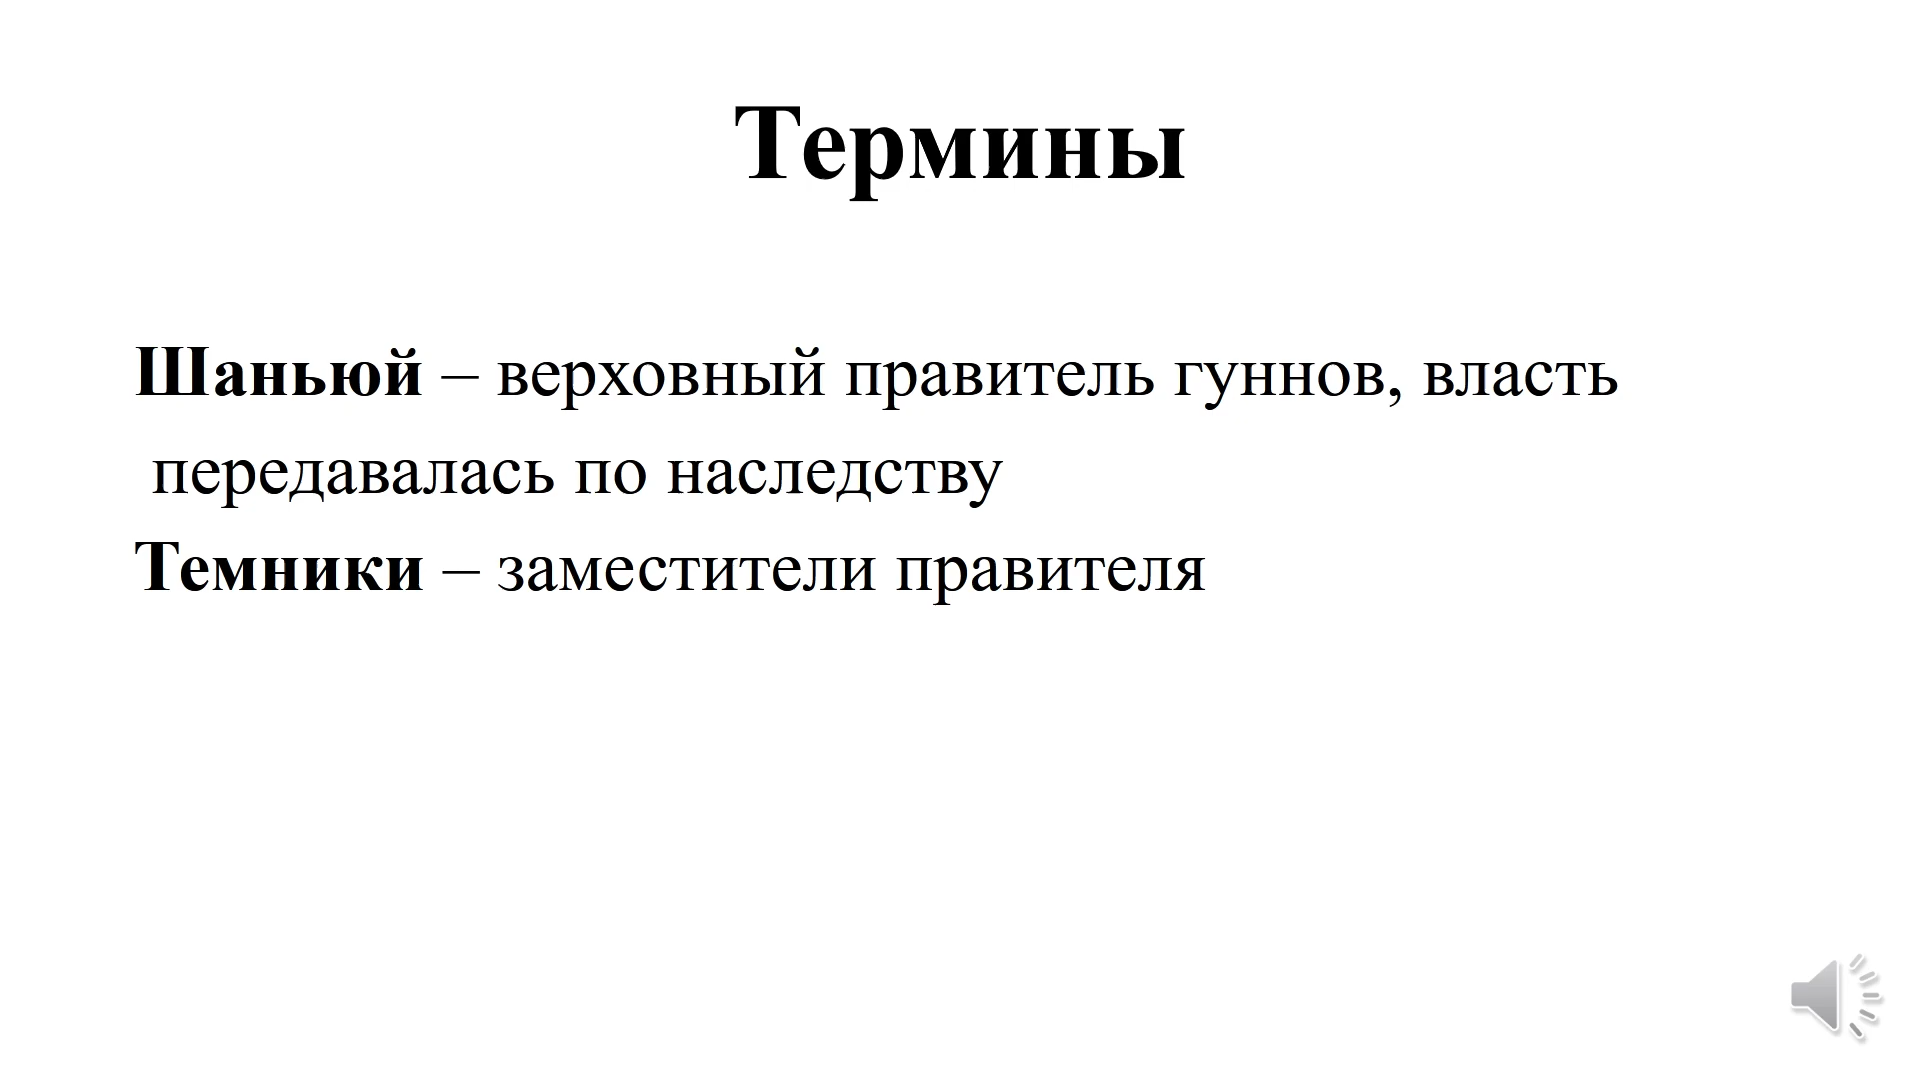 Термины
Шаньюй – верховный правитель гуннов, власть
передавалась по наследству
Темники – заместители правителя